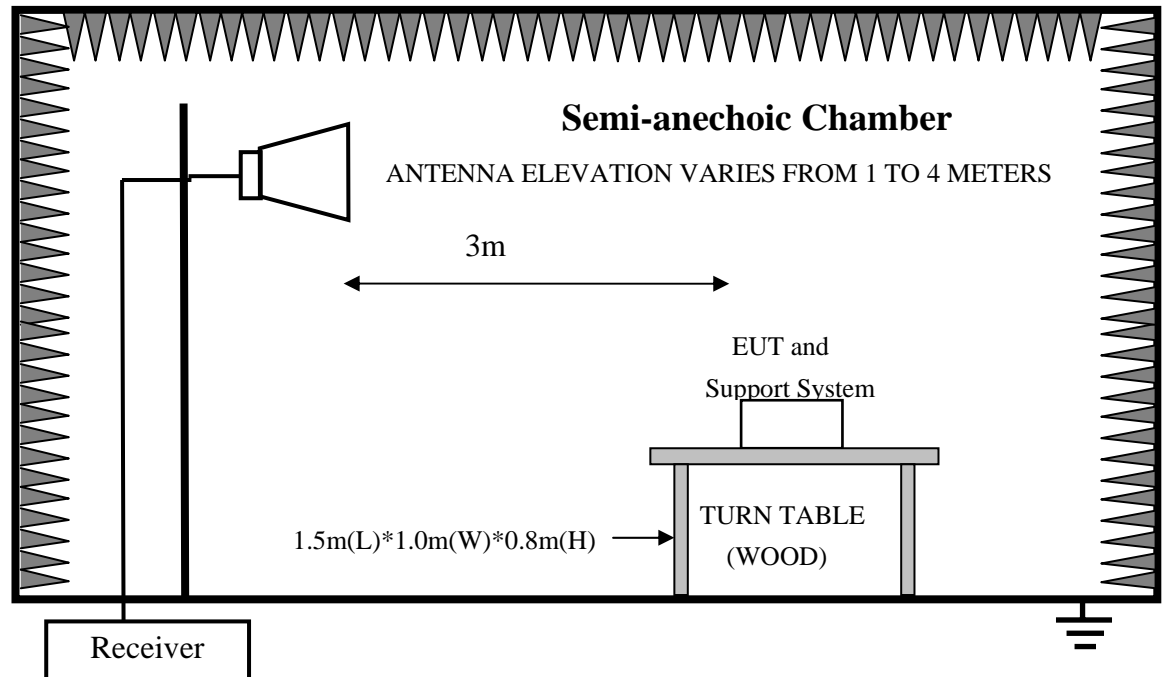 Semi-anechoic Chamber
ANTENNA ELEVATION VARIES FROM 1 TO 4 METERS
3m
EUT and
Support System
TURN TABLE
1.5m(L)*1.0m(W)*0.8m(H)
(WOOD)
Receiver